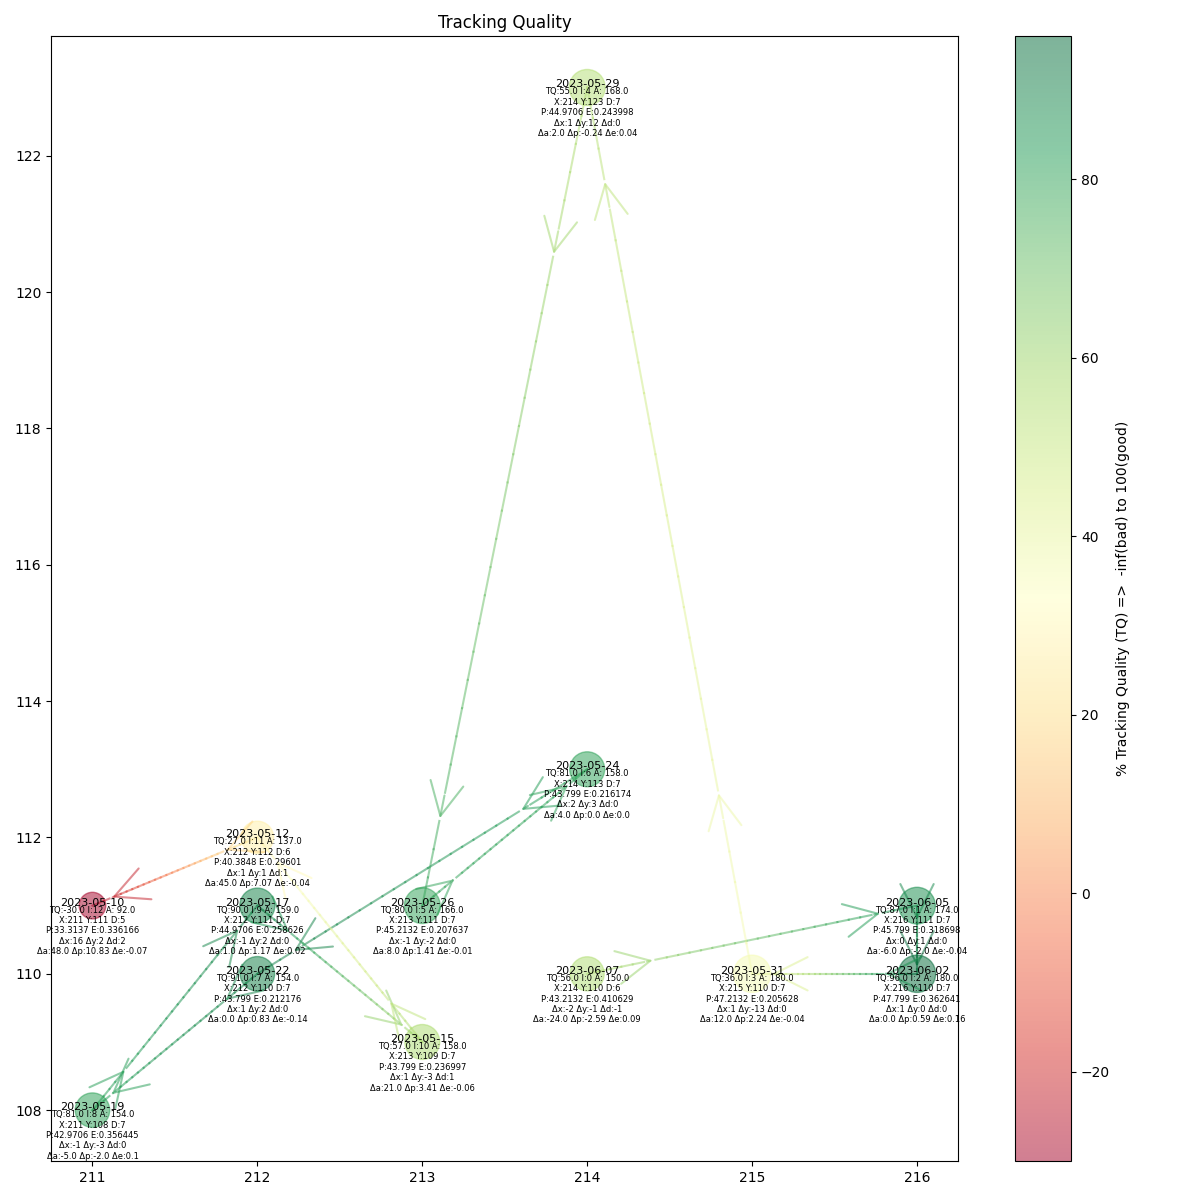 Tracking Quality
2023-05-29
TQ:55.0 I:4 A: 168.0
X:214 Y:123 D:7
P:44.9706 E:0.243998
Δx:1 Δy:12 Δd:0
Δa:2.0 Δp:-0.24 Δe:0.04
2023-05-24
TQ:81.0 I:6 A: 158.0
X:214 Y:113 D:7
P:43.799 E:0.216174
Δx:2 Δy:3 Δd:0
Δa:4.0 Δp:0.0 Δe:0.0
2023-05-12
TQ:27.0 I:11 A: 137.0
X:212 Y:112 D:6
P:40.3848 E:0.29601
Δx:1 Δy:1 Δd:1
Δa:45.0 Δp:7.07 Δe:-0.04
2023-05-10
TQ:-30.0 I:12 A: 92.0
X:211 Y:111 D:5
P:33.3137 E:0.336166
Δx:16 Δy:2 Δd:2
Δa:48.0 Δp:10.83 Δe:-0.07
2023-05-17
TQ:90.0 I:9 A: 159.0
X:212 Y:111 D:7
P:44.9706 E:0.258626
Δx:-1 Δy:2 Δd:0
Δa:1.0 Δp:1.17 Δe:0.02
2023-05-26
TQ:80.0 I:5 A: 166.0
X:213 Y:111 D:7
P:45.2132 E:0.207637
Δx:-1 Δy:-2 Δd:0
Δa:8.0 Δp:1.41 Δe:-0.01
2023-06-05
TQ:87.0 I:1 A: 174.0
X:216 Y:111 D:7
P:45.799 E:0.318698
Δx:0 Δy:1 Δd:0
Δa:-6.0 Δp:-2.0 Δe:-0.04
2023-05-22
TQ:91.0 I:7 A: 154.0
X:212 Y:110 D:7
P:43.799 E:0.212176
Δx:1 Δy:2 Δd:0
Δa:0.0 Δp:0.83 Δe:-0.14
2023-06-07
TQ:56.0 I:0 A: 150.0
X:214 Y:110 D:6
P:43.2132 E:0.410629
Δx:-2 Δy:-1 Δd:-1
Δa:-24.0 Δp:-2.59 Δe:0.09
2023-05-31
TQ:36.0 I:3 A: 180.0
X:215 Y:110 D:7
P:47.2132 E:0.205628
Δx:1 Δy:-13 Δd:0
Δa:12.0 Δp:2.24 Δe:-0.04
2023-06-02
TQ:96.0 I:2 A: 180.0
X:216 Y:110 D:7
P:47.799 E:0.362641
Δx:1 Δy:0 Δd:0
Δa:0.0 Δp:0.59 Δe:0.16
2023-05-15
TQ:57.0 I:10 A: 158.0
X:213 Y:109 D:7
P:43.799 E:0.236997
Δx:1 Δy:-3 Δd:1
Δa:21.0 Δp:3.41 Δe:-0.06
2023-05-19
TQ:81.0 I:8 A: 154.0
X:211 Y:108 D:7
P:42.9706 E:0.356445
Δx:-1 Δy:-3 Δd:0
Δa:-5.0 Δp:-2.0 Δe:0.1
122
120
118
116
114
112
110
108
211 212 213 214 215 216
80
60
40
20
0
−20
% Tracking Quality (TQ) => -inf(bad) to 100(good)